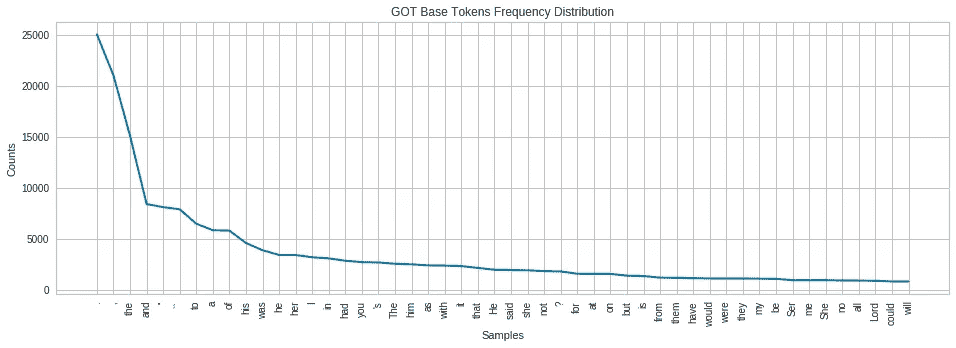 GOT Base Tokens Frequency Distribution
Counts
25000
20000
15000
10000
5000
0
the
and
to
a
of
his
was
he
her
I
in
had
you
's
The
him
as
with
it
that
He
said
she
not
?
for
at
on
but
is
from
them
have
would
were
they
my
be
Ser
me
She
no
all
Lord
could
will
Samples